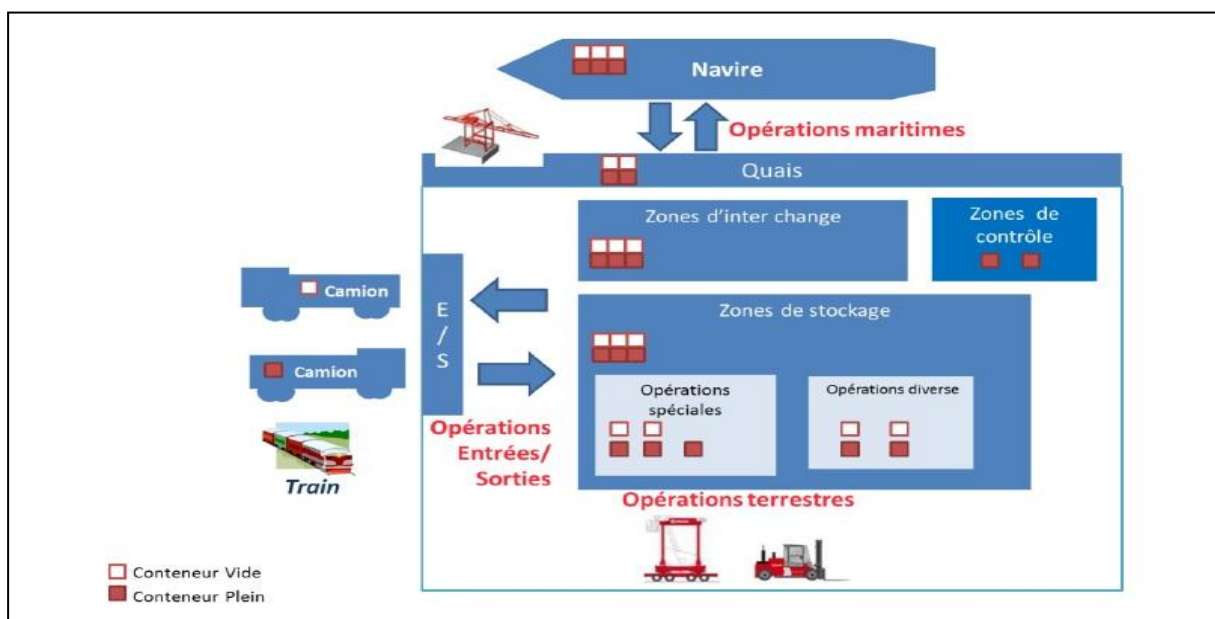 Navire
Opérations maritimes
Quais
Zones d'inter change
Zones de
contrôle
Camion
E
/
S
Zones de stockage
Camion
Opérations
spéciales
Opérations diverse
Opérations
Entrées/
Sorties
Train
Opérations terrestres
Conteneur Vide
Conteneur Plein